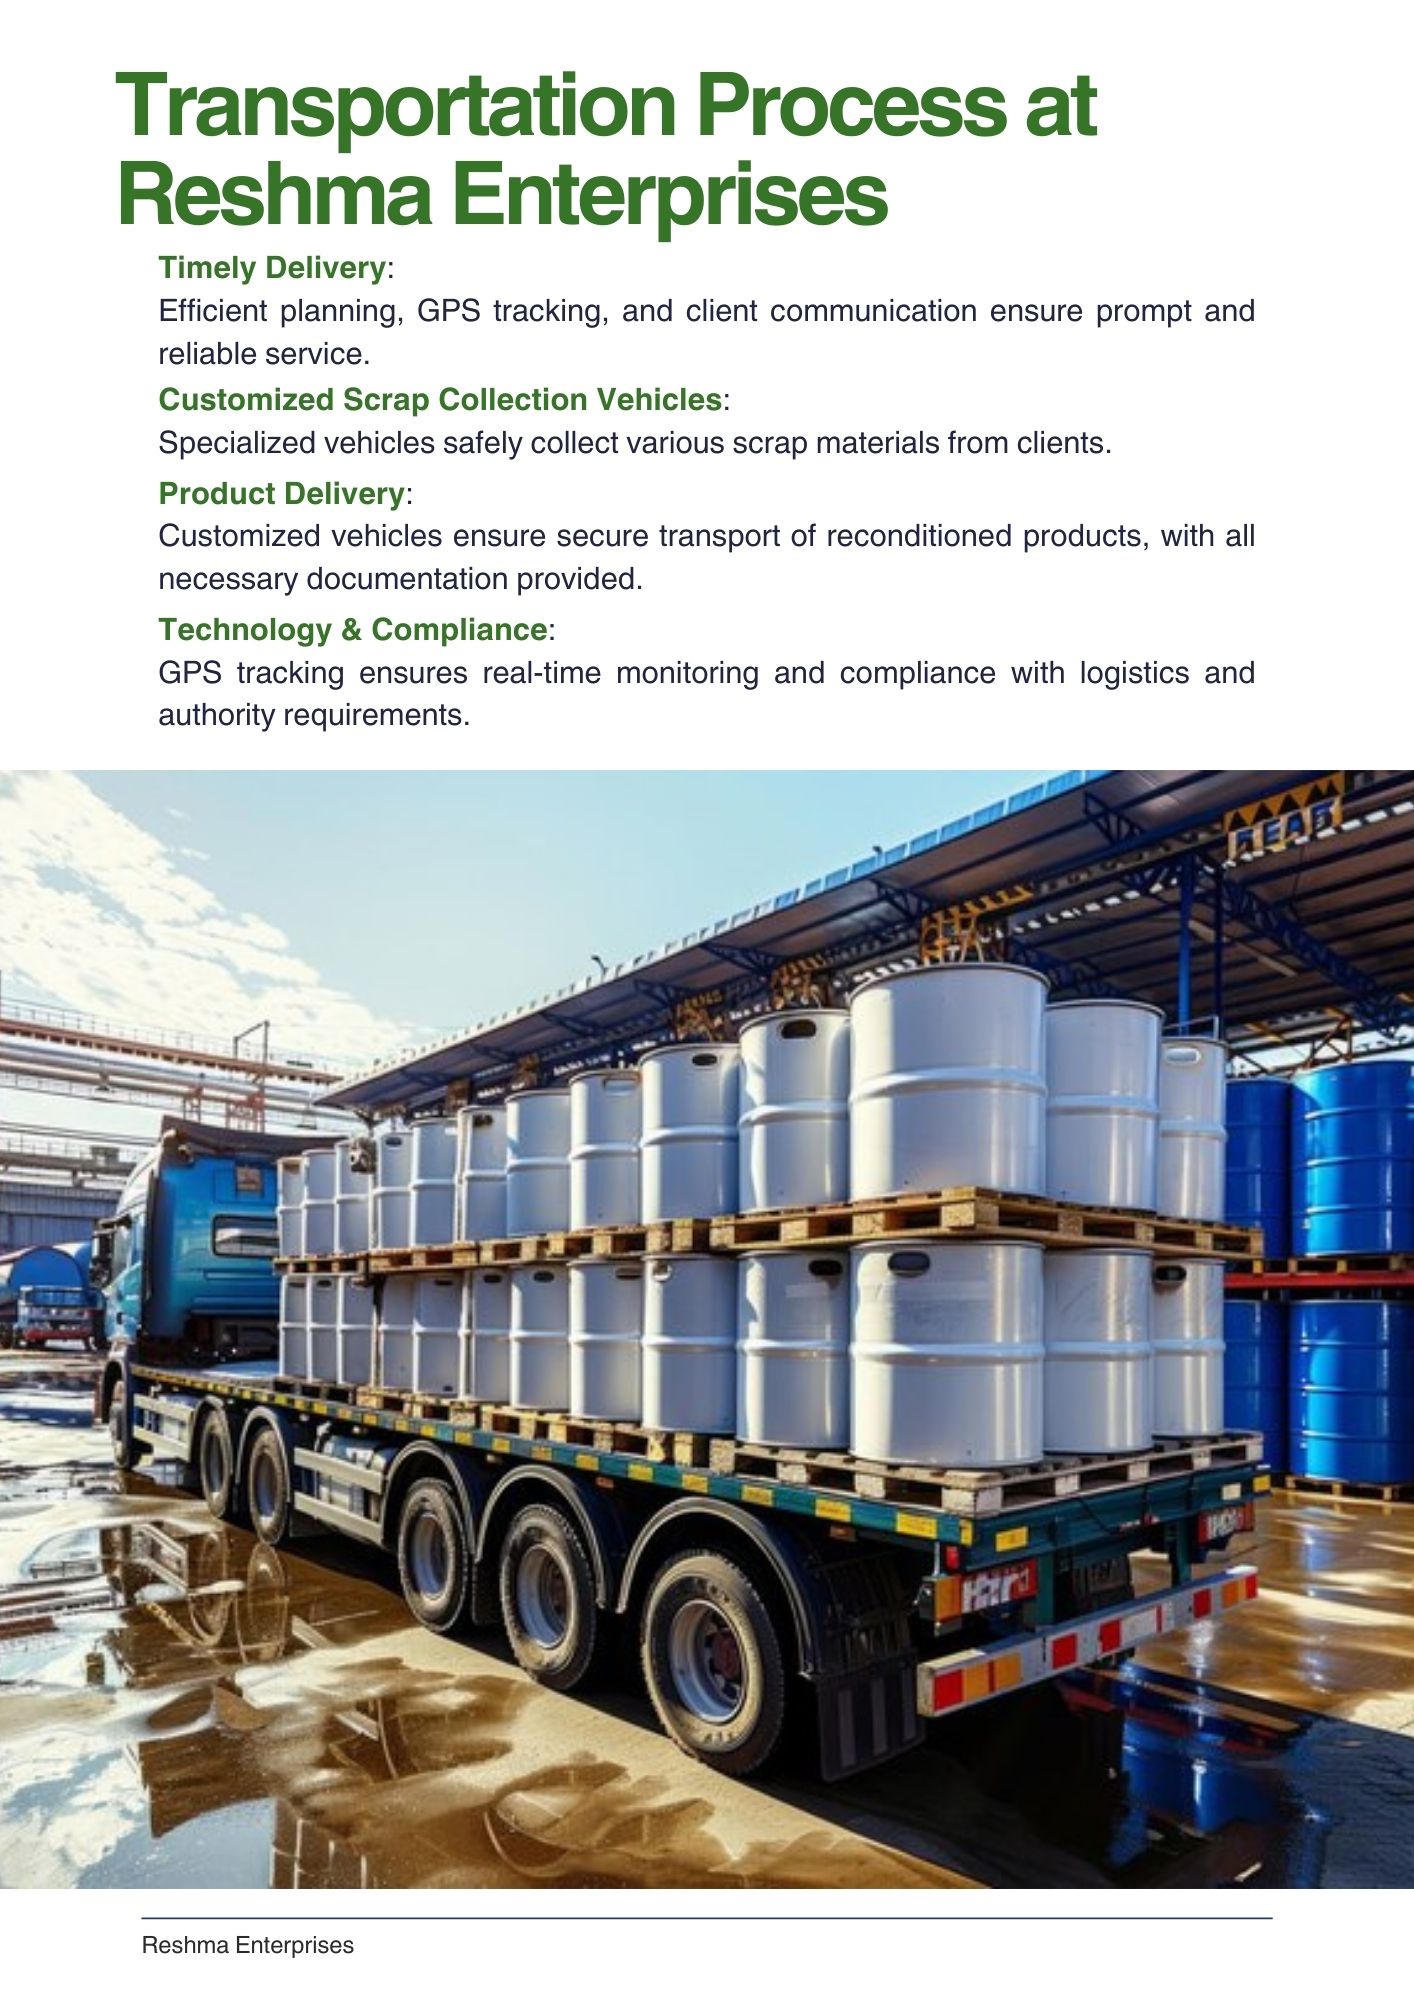 Transportation Process at
Reshma Enterprises
Timely Delivery:
Efficient planning, GPS tracking, and client communication ensure prompt and
reliable service.
Customized Scrap Collection Vehicles:
Specialized vehicles safely collect various scrap materials from clients.
Product Delivery:
Customized vehicles ensure secure transport of reconditioned products, with all
necessary documentation provided.
Technology & Compliance:
GPS tracking ensures real-time monitoring and compliance with logistics and
authority requirements.
Reshma Enterprises